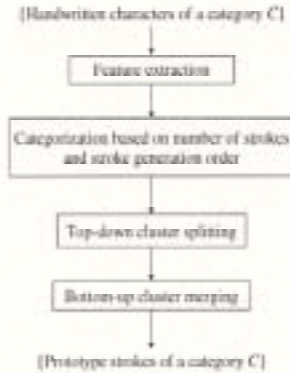 {Handwritten characters of a category C}
Feature extraction
Categorization based on number of strokes
and stroke generation order
Top-down cluster splitting
Bottom-up cluster merging
{Prototype strokes of a category C}